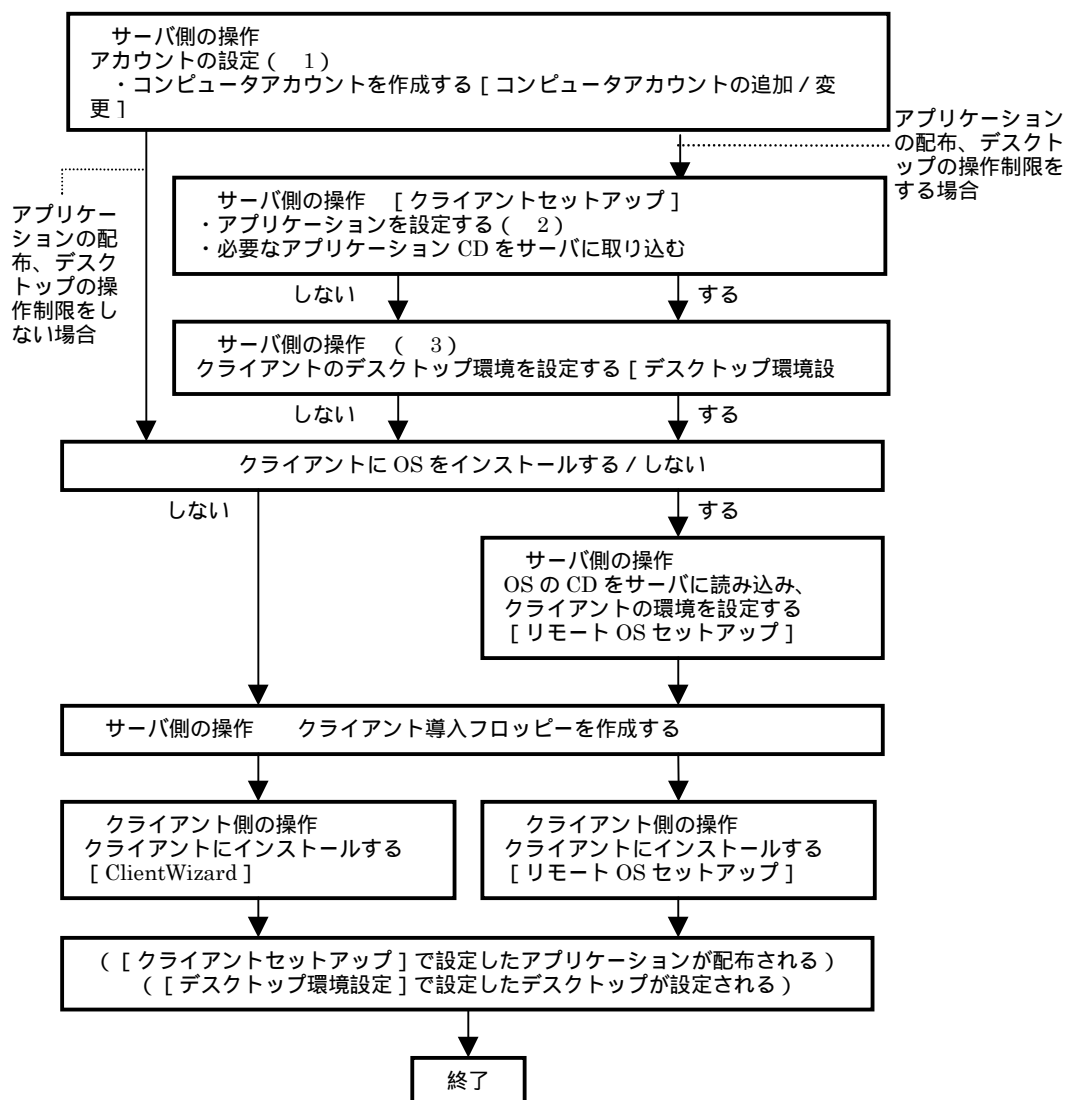 サーバ側の操作
アカウントの設定（　1）
・コンピュータアカウントを作成する［コンピュータアカウントの追加／変
更］
アプリケーション
の配布、デスクト
ップの操作制限を
する場合
アプリケー
ションの配
布、デスク
トップの操
作制限をし
ない場合
サーバ側の操作　［クライアントセットアップ］
・アプリケーションを設定する（　2）
・必要なアプリケーション CD をサーバに取り込む
しない　する
サーバ側の操作　（　3）
クライアントのデスクトップ環境を設定する［デスクトップ環境設
しない　する
クライアントに OS をインストールする／しない
しない　する
サーバ側の操作
OS の CD をサーバに読み込み、
クライアントの環境を設定する
［リモート OS セットアップ］
サーバ側の操作　　クライアント導入フロッピーを作成する
クライアント側の操作
クライアントにインストールする
［ClientWizard］
クライアント側の操作
クライアントにインストールする
［リモート OS セットアップ］
（［クライアントセットアップ］で設定したアプリケーションが配布される）
（［デスクトップ環境設定］で設定したデスクトップが設定される）
終了